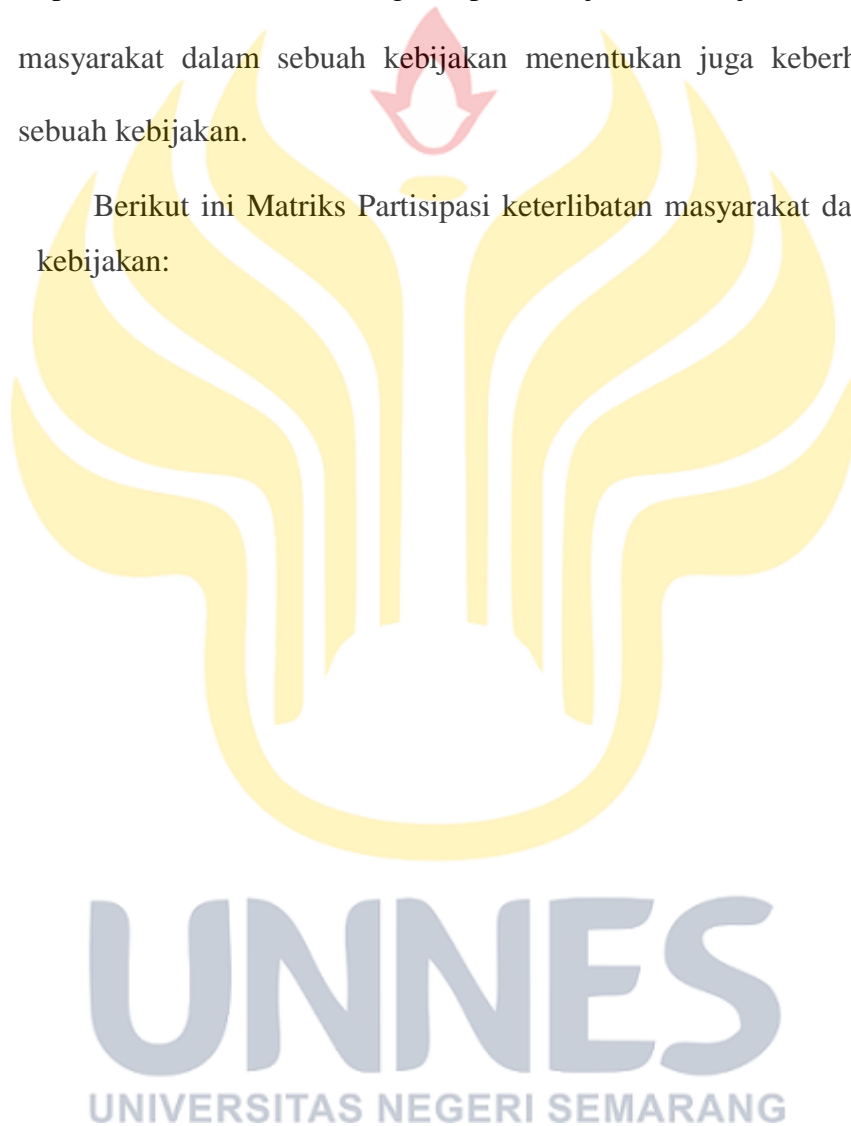 masyarakat dalam sebuah kebijakan menentukan juga keberh
sebuah kebijakan.
Berikut ini Matriks Partisipasi keterlibatan masyarakat da
kebijakan:
UNNES
UNIVERSITAS NEGERI SEMARANG